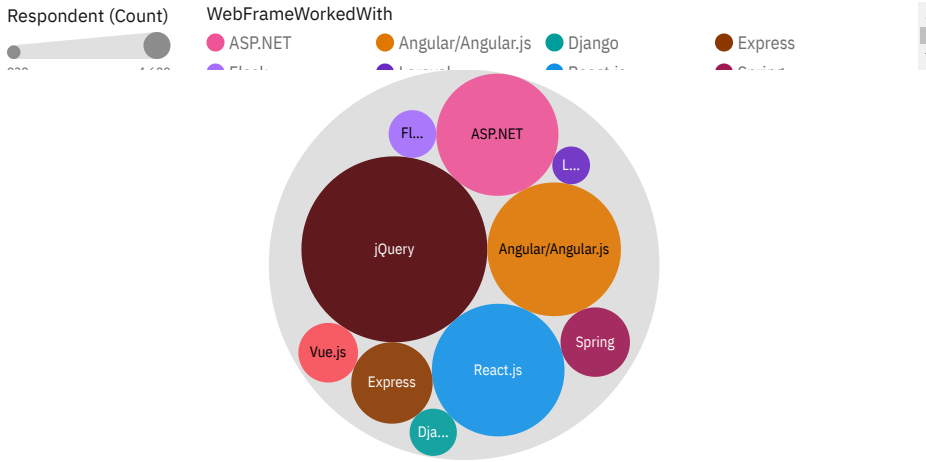 Respondent (Count)
WebFrameWorkedWith
ASP.NET
Angular/Angular.js
Django
Express
Fl...
ASP.NET
L...
jQuery
Angular/Angular.js
Vue.js
Express
React.js
Spring
Dja...